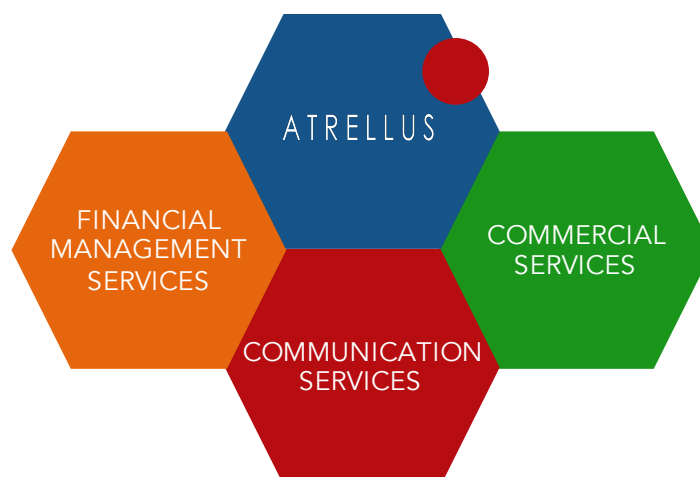 ATRELLUS
FINANCIAL
MANAGEMENT
SERVICES
COMMERCIAL
SERVICES
COMMUNICATION
SERVICES